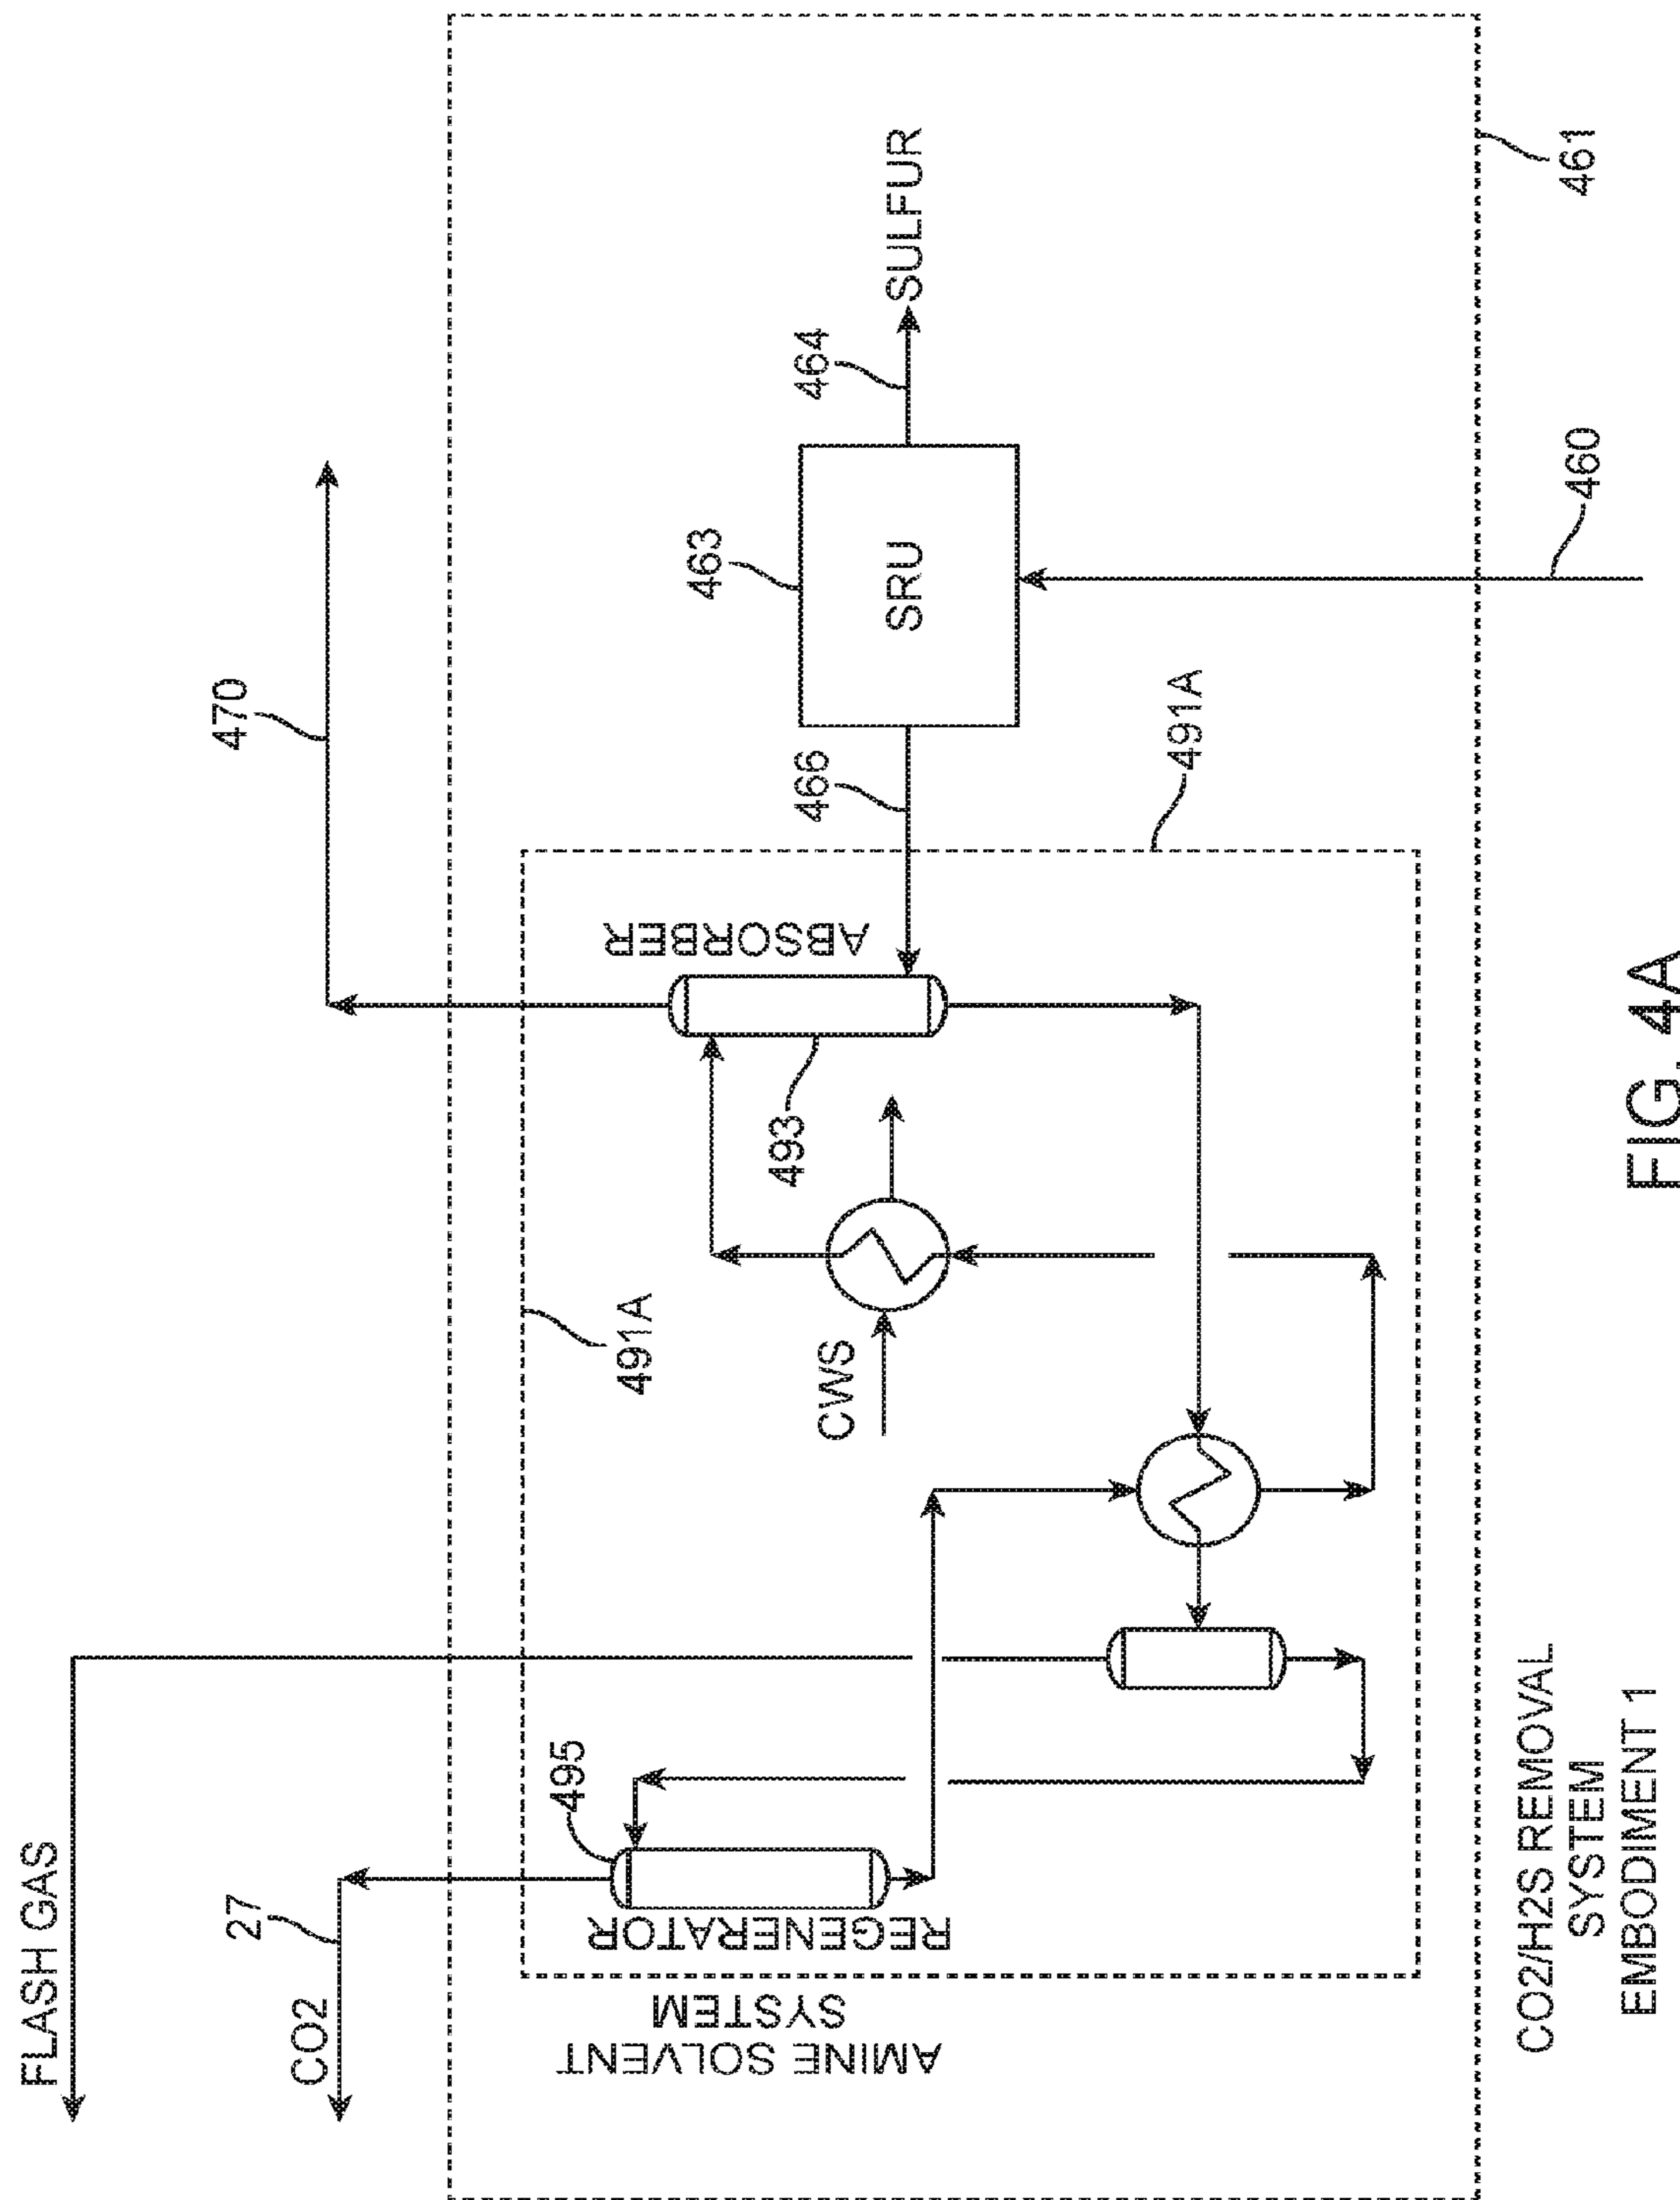 FLASH GAS
CO2
27
470
495
REGENERATOR
AMINE SOLVENT
SYSTEM
491A
CWS
493
ABSORBER
466
463
SRU
464
SULFUR
491A
460
461
CO2/H2S REMOVAL
SYSTEM
EMBODIMENT 1
FIG. 4A